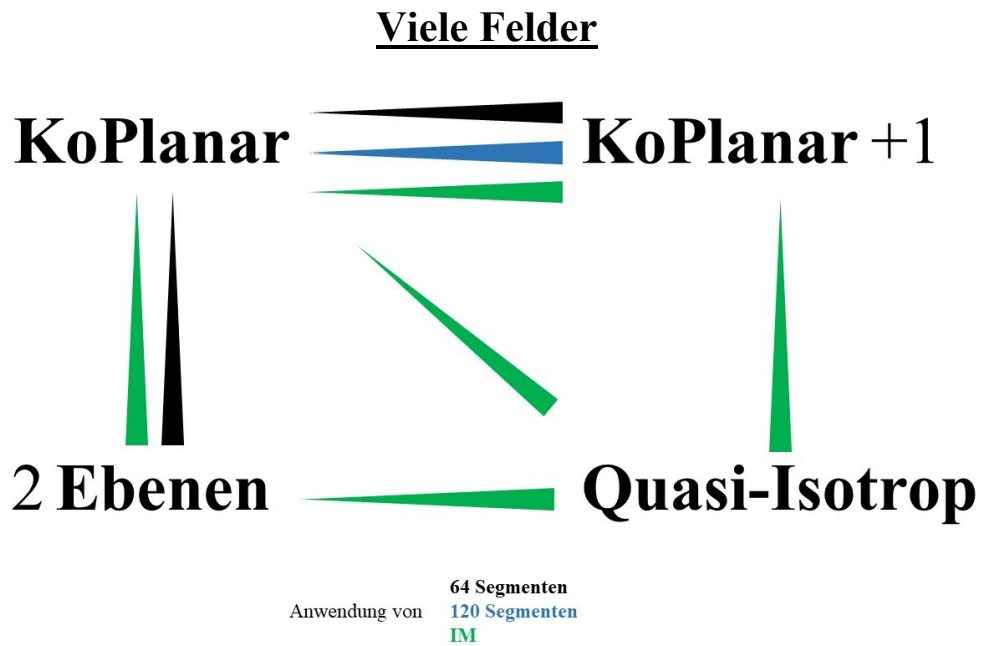 Viele Felder
KoPlanar
KoPlanar +1
2 Ebenen
Quasi-Isotrop
64 Segmenten
Anwendung von 120 Segmenten
IM